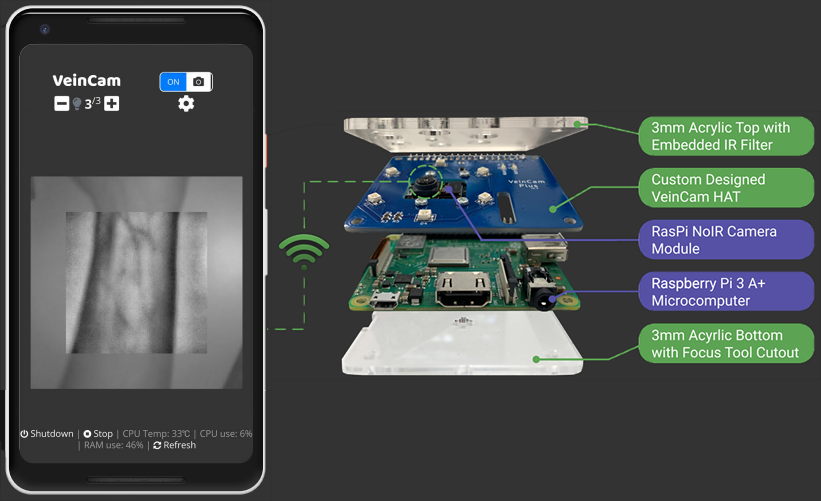 VeinCam
ON
3/3
3mm Acrylic Top with
Embedded IR Filter
VeinCam
Plus
Custom Designed
VeinCam HAT
RasPi NoIR Camera
Module
Raspberry Pi 3 A+
Microcomputer
3mm Acyrlic Bottom
with Focus Tool Cutout
Shutdown | Stop | CPU Temp: 33℃ | CPU use: 6%
| RAM use: 46% | Refresh